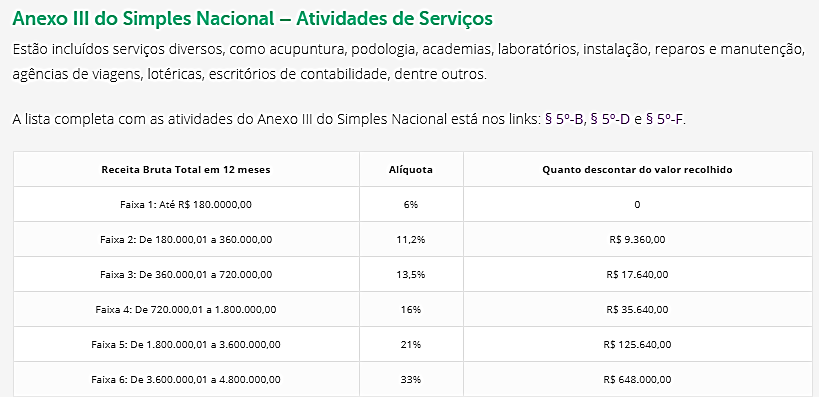 Anexo III do Simples Nacional – Atividades de Serviços
Estão incluídos serviços diversos, como acupuntura, podologia, academias, laboratórios, instalação, reparos e manutenção,
agências de viagens, lotéricas, escritórios de contabilidade, dentre outros.
A lista completa com as atividades do Anexo III do Simples Nacional está nos links: § 5º-B, § 5º-D e § 5º-F.
Receita Bruta Total em 12 meses Alíquota Quanto descontar do valor recolhido
Faixa 1: Até R$ 180.0000,00 6% 0
Faixa 2: De 180.000,01 a 360.000,00 11,2% R$ 9.360,00
Faixa 3: De 360.000,01 a 720.000,00 13,5% R$ 17.640,00
Faixa 4: De 720.000,01 a 1.800.000,00 16% R$ 35.640,00
Faixa 5: De 1.800.000,01 a 3.600.000,00 21% R$ 125.640,00
Faixa 6: De 3.600.000,01 a 4.800.000,00 33% R$ 648.000,00